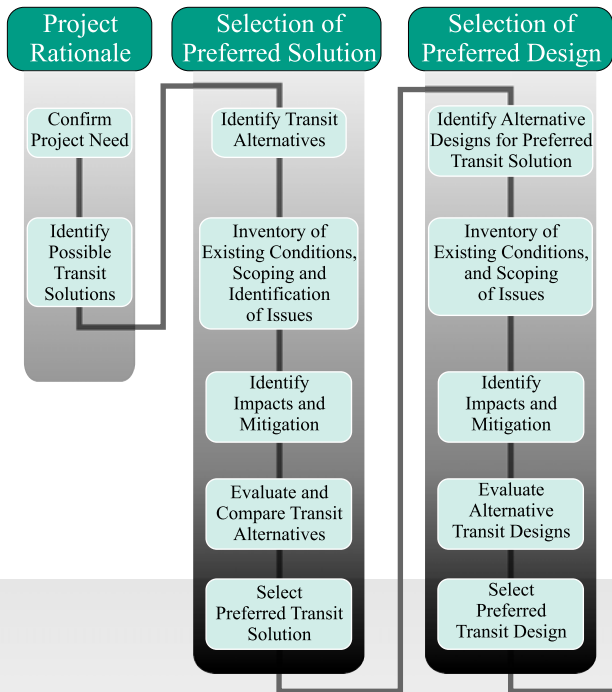 Project
Rationale
Confirm
Project Need
Identify
Possible
Transit
Solutions
Selection of
Preferred Solution
Identify Transit
Alternatives
Inventory of
Existing Conditions,
Scoping and
Identification
of Issues
Identify
Impacts and
Mitigation
Evaluate and
Compare Transit
Alternatives
Select
Preferred Transit
Solution
Selection of
Preferred Design
Identify Alternative
Designs for Preferred
Transit Solution
Inventory of
Existing Conditions,
and Scoping
of Issues
Identify
Impacts and
Mitigation
Evaluate
Alternative
Transit Designs
Select
Preferred
Transit Design